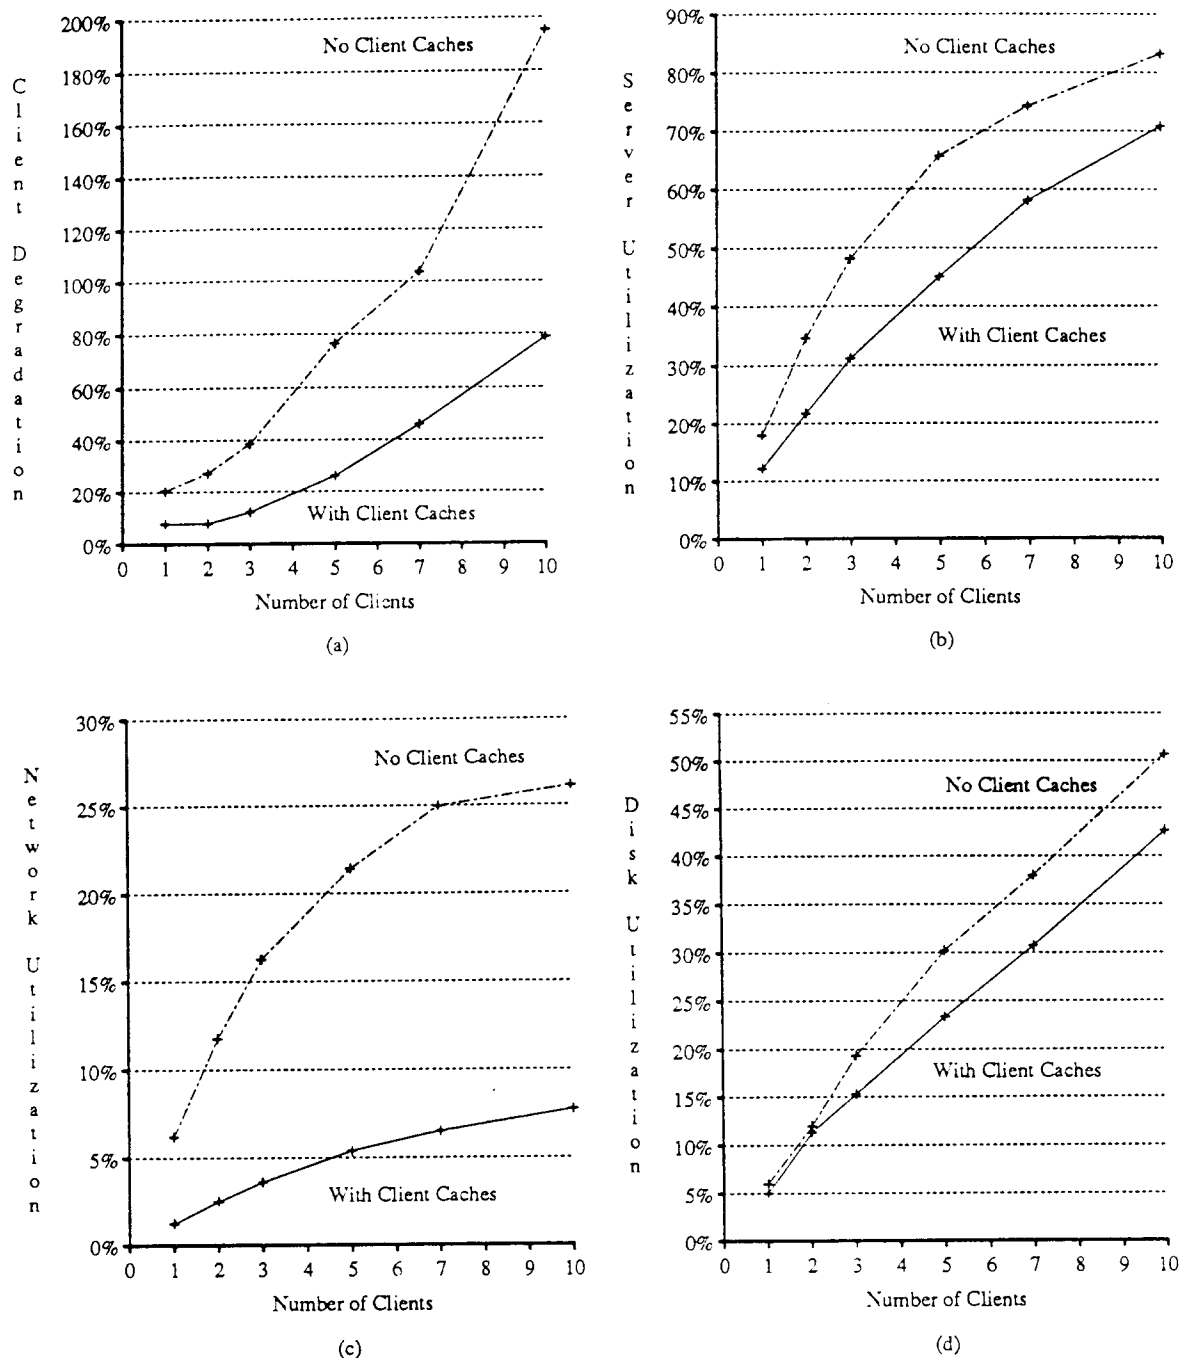 Client Degradation
200%
180%
160%
140%
120%
100%
80%
60%
40%
20%
0%
No Client Caches
With Client Caches
0 1 2 3 4 5 6 7 8 9 10
Number of Clients
(a)
Server Utilization
90%
80%
70%
60%
50%
40%
30%
20%
10%
0%
No Client Caches
With Client Caches
0 1 2 3 4 5 6 7 8 9 10
Number of Clients
(b)
Network Utilization
30%
25%
20%
15%
10%
5%
0%
No Client Caches
With Client Caches
0 1 2 3 4 5 6 7 8 9 10
Number of Clients
(c)
Disk Utilization
55%
50%
45%
40%
35%
30%
25%
20%
15%
10%
5%
0%
No Client Caches
With Client Caches
0 1 2 3 4 5 6 7 8 9 10
Number of Clients
(d)